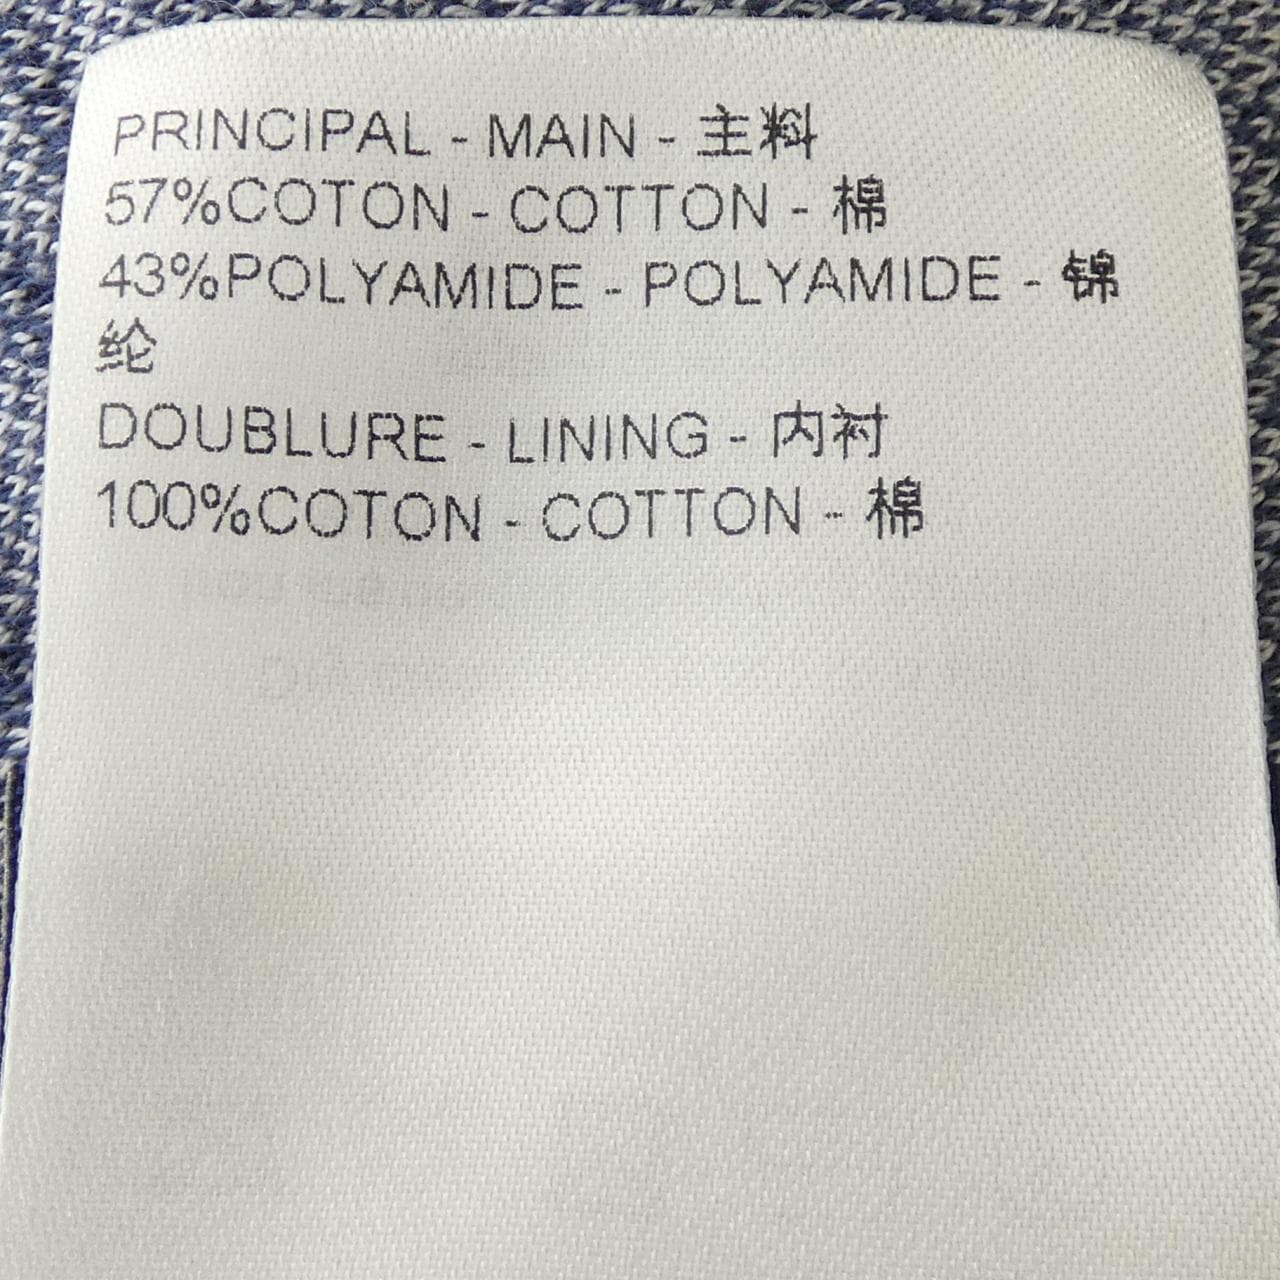 PRINCIPAL - MAIN - 主料
57%COTON - COTTON - 棉
43%POLYAMIDE - POLYAMIDE - 锦
纶
DOUBLURE - LINING - 内衬
100%COTON - COTTON - 棉